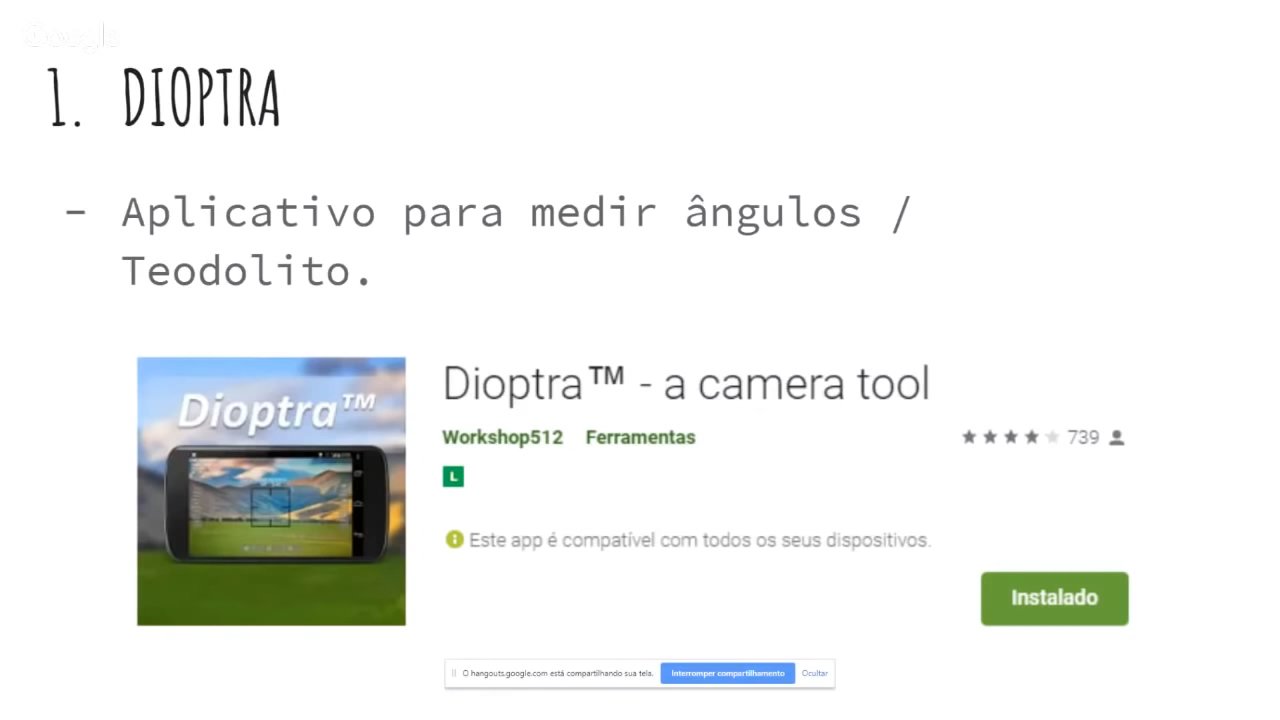 Google
1. DIOPTRA
- Aplicativo para medir ângulos /
Teodolito.
Dioptra™
Dioptra™ - a camera tool
Workshop512 Ferramentas 739
L
Este app é compatível com todos os seus dispositivos.
Instalado
O hangouts.google.com está compartilhando sua tela. Interromper compartilhamento Ocultar